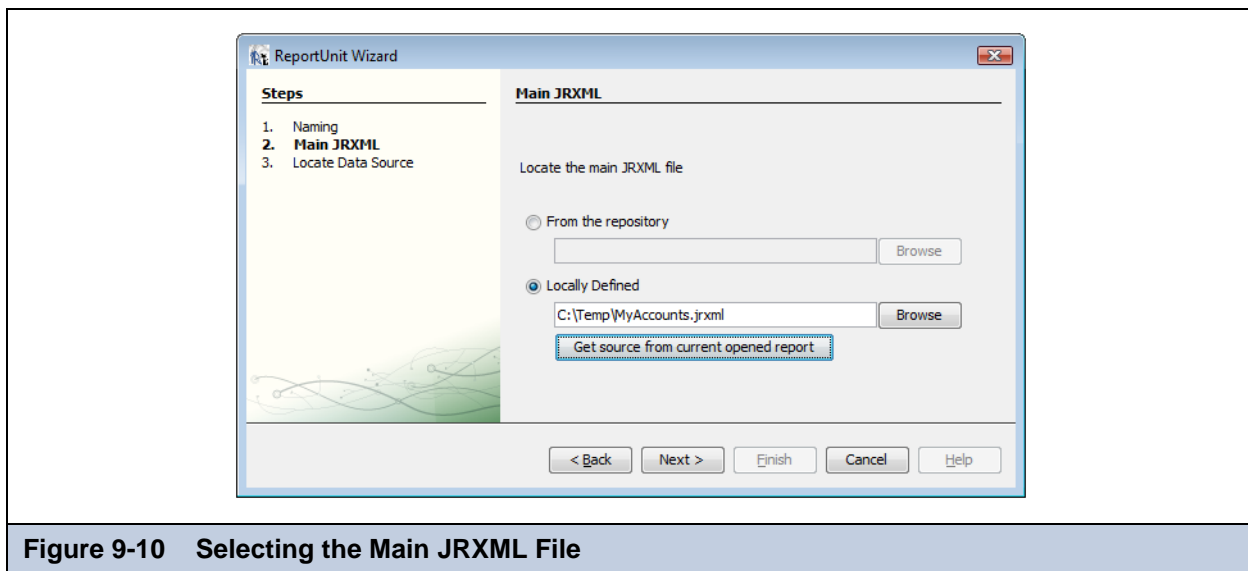 ReportUnit Wizard
Steps
1. Naming
2. Main JRXML
3. Locate Data Source
Main JRXML
Locate the main JRXML file
From the repository
Browse
Locally Defined
C:\Temp\MyAccounts.jrxml
Browse
Get source from current opened report
< Back Next > Finish Cancel Help
Figure 9-10 Selecting the Main JRXML File